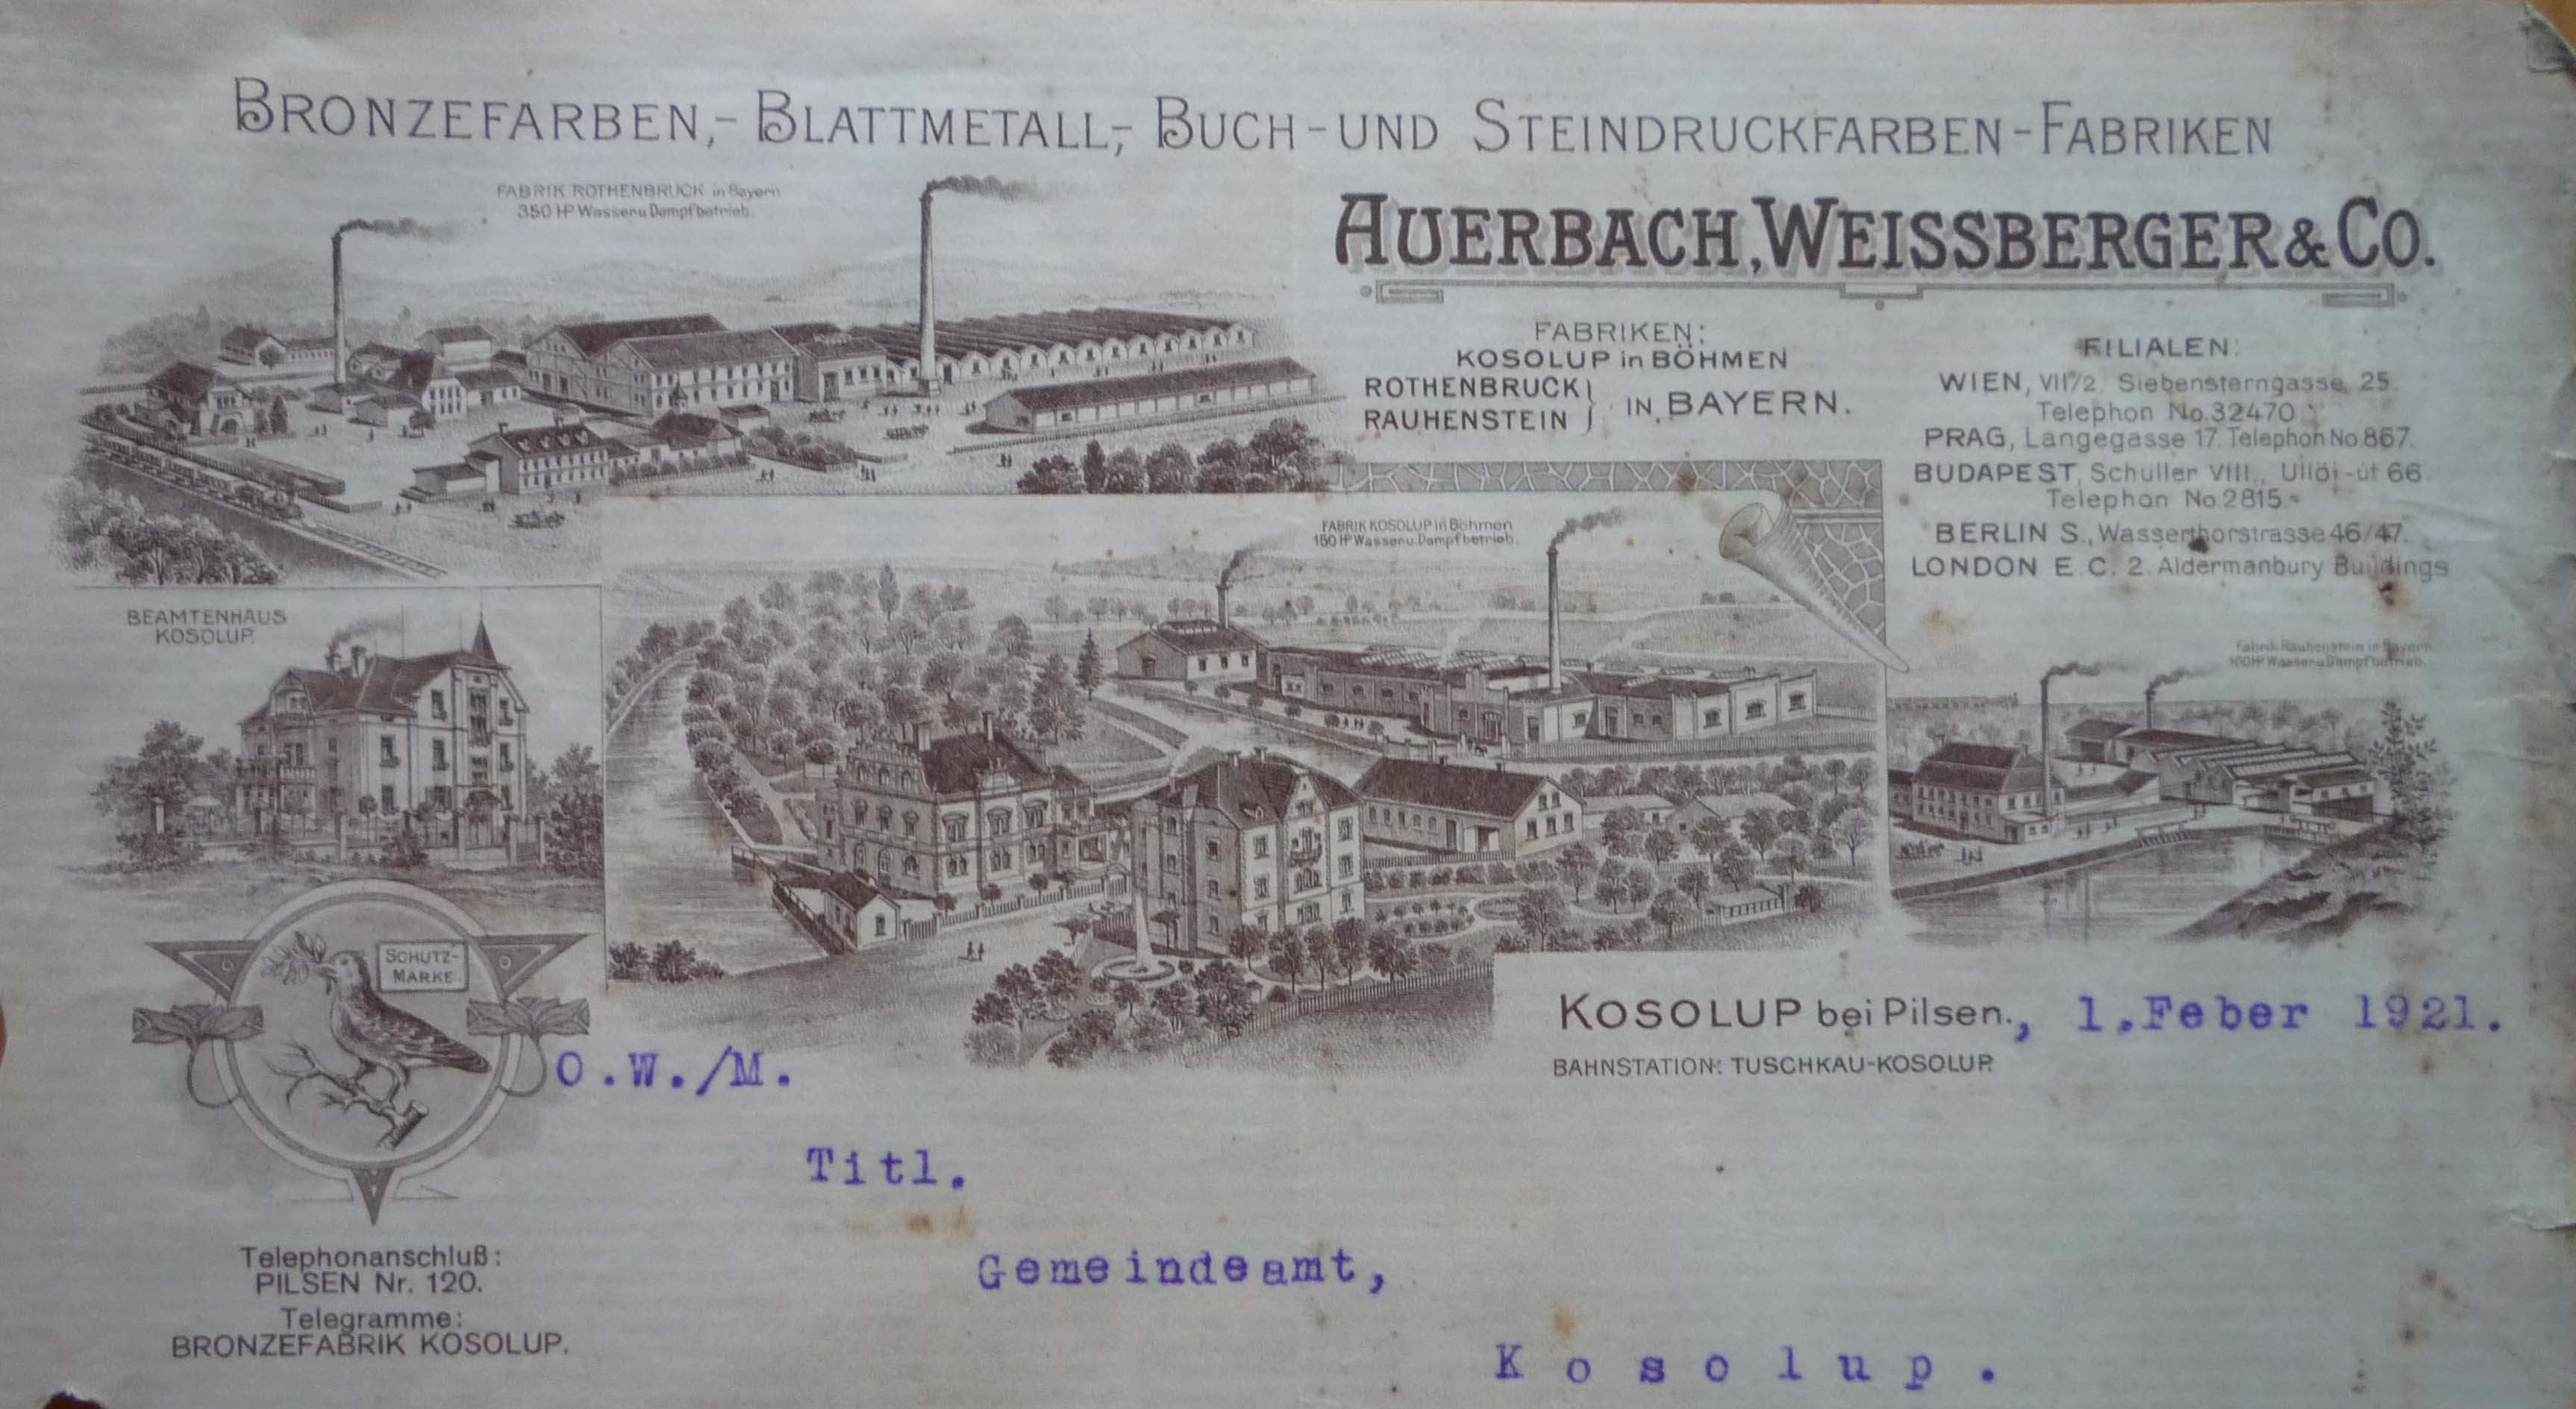 BRONZEFARBEN,- BLATTMETALL,- BUCH-UND STEINDRUCKFARBEN-FABRIKEN
AUERBACH, WEISSBERGER & CO.
FABRIK ROTHENBRUCK in Bayern
350 HP Wasser u. Dampfbetrieb.
FABRIKEN:
KOSOLUP in BÖHMEN
ROTHENBRUCK
RAUHENSTEIN } IN BAYERN.
FILIALEN:
WIEN, VII/2. Siebensterngasse 25.
Telephon No. 32470.
PRAG, Langegasse 17. Telephon No. 867.
BUDAPEST, Schuller VIII., Üllöi-út 66.
Telephon No. 2815.
BERLIN S., Wasserthorstrasse 46/47.
LONDON E. C. 2. Aldermanbury Buildings
FABRIK KOSOLUP in Böhmen
150 HP Wasser u. Dampfbetrieb.
BEAMTENHAUS
KOSOLUP.
Fabrik Rauhenstein in Bayern
100 HP Wasser u. Dampfbetrieb.
SCHUTZ-
MARKE.
KOSOLUP bei Pilsen., 1. Feber 1921.
BAHNSTATION: TUSCHKAU-KOSOLUP.
O.W./M.
Titl.
Gemeindeamt,
Kosolup.
Telephonanschluß:
PILSEN Nr. 120.
Telegramme:
BRONZEFABRIK KOSOLUP.